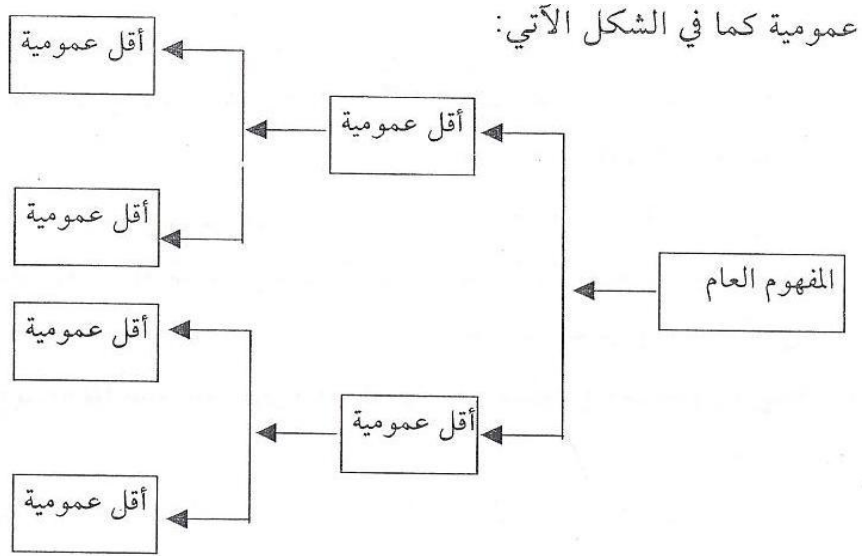 عمومية كما في الشكل الآتي:
المفهوم العام
أقل عمومية
أقل عمومية
أقل عمومية
أقل عمومية
أقل عمومية
أقل عمومية